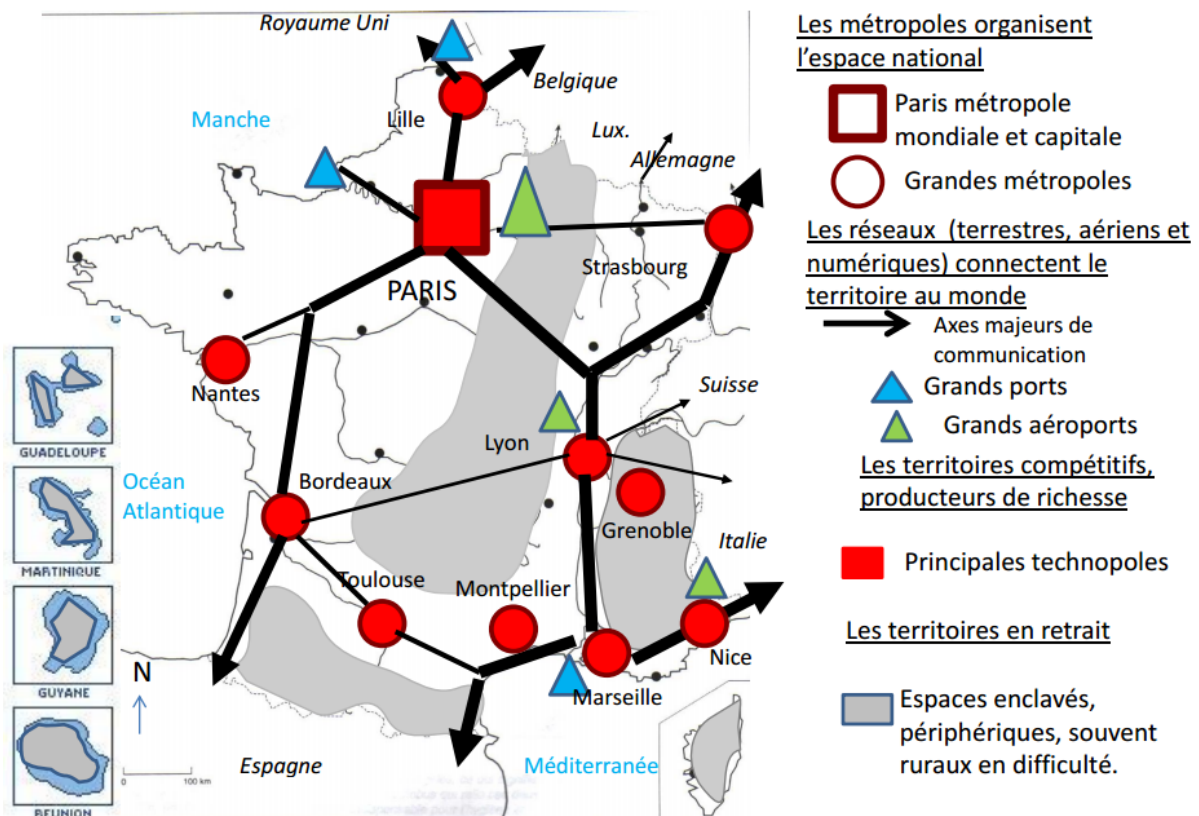 Royaume Uni
Belgique
Manche
Lille
Lux.
Allemagne
Strasbourg
PARIS
Nantes
Suisse
Lyon
GUADELOUPE
Océan
Atlantique
Bordeaux
Grenoble
Italie
MARTINIQUE
Toulouse
Montpellier
GUYANE
N
Nice
Marseille
Espagne
Méditerranée
0
100 km
REUNION
Les métropoles organisent
l’espace national
Paris métropole
mondiale et capitale
Grandes métropoles
Les réseaux (terrestres, aériens et
numériques) connectent le
territoire au monde
Axes majeurs de
communication
Grands ports
Grands aéroports
Les territoires compétitifs,
producteurs de richesse
Principales technopoles
Les territoires en retrait
Espaces enclavés,
périphériques, souvent
ruraux en difficulté.